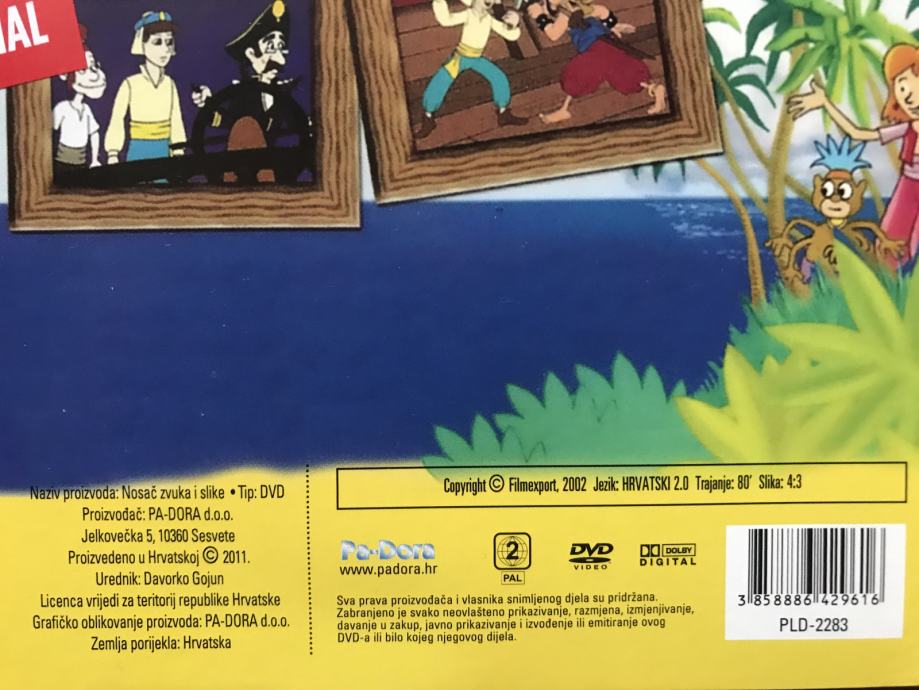 Naziv proizvoda: Nosač zvuka i slike • Tip: DVD
Proizvođač: PA-DORA d.o.o.
Jelkovečka 5, 10360 Sesvete
Proizvedeno u Hrvatskoj © 2011.
Urednik: Davorko Gojun
Licenca vrijedi za teritorij republike Hrvatske
Grafičko oblikovanje proizvoda: PA-DORA d.o.o.
Zemlja porijekla: Hrvatska
Copyright © Filmexport, 2002 Jezik: HRVATSKI 2.0 Trajanje: 80' Slika: 4:3
Pa-Dora
www.padora.hr
2
PAL
DVD
VIDEO
DOLBY
DIGITAL
Sva prava proizvođača i vlasnika snimljenog djela su pridržana.
Zabranjeno je svako neovlašteno prikazivanje, razmjena, izmjenjivanje,
davanje u zakup, javno prikazivanje i izvođenje ili emitiranje ovog
DVD-a ili bilo kojeg njegovog dijela.
3 858886 429616
PLD-2283